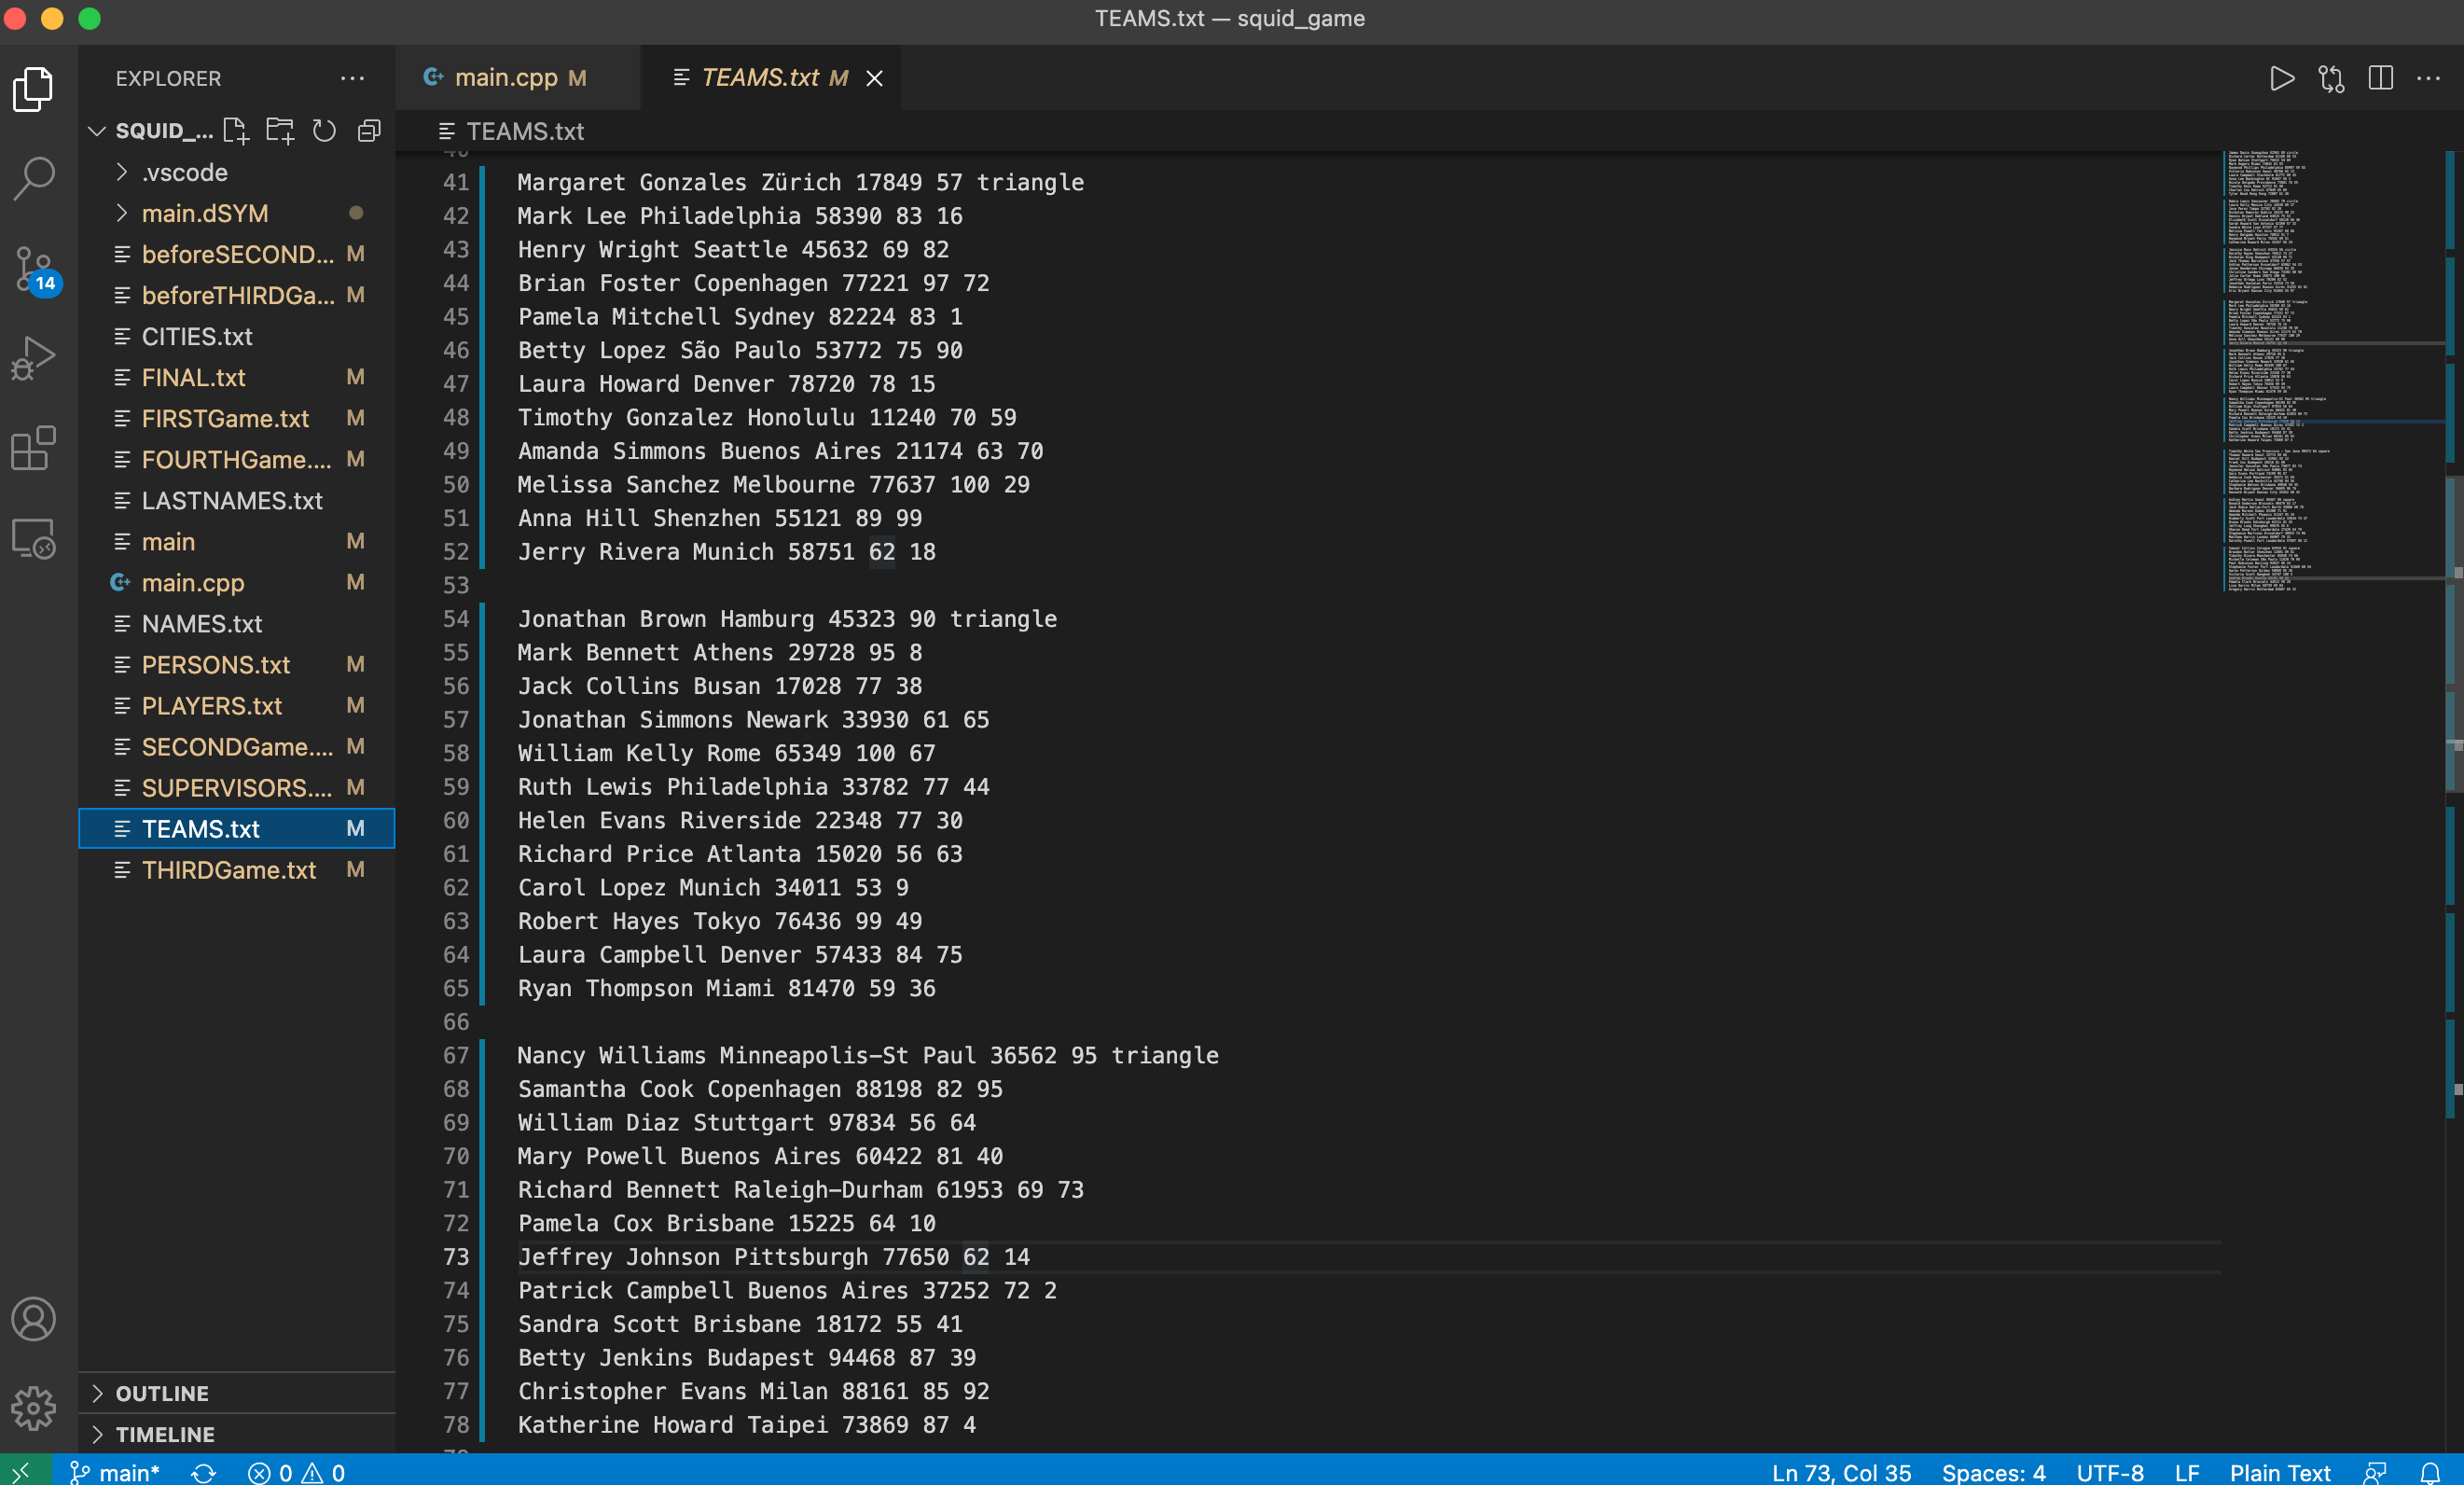 TEAMS.txt — squid_game
EXPLORER
SQUID_...
.vscode
main.dSYM
beforeSECOND... M
beforeTHIRDGa... M
CITIES.txt
FINAL.txt M
FIRSTGame.txt M
FOURTHGame.... M
LASTNAMES.txt
main M
main.cpp M
NAMES.txt
PERSONS.txt M
PLAYERS.txt M
SECONDGame.... M
SUPERVISORS.... M
TEAMS.txt M
THIRDGame.txt M
OUTLINE
TIMELINE
14
main.cpp M
TEAMS.txt M
TEAMS.txt
41 Margaret Gonzales Zürich 17849 57 triangle
42 Mark Lee Philadelphia 58390 83 16
43 Henry Wright Seattle 45632 69 82
44 Brian Foster Copenhagen 77221 97 72
45 Pamela Mitchell Sydney 82224 83 1
46 Betty Lopez São Paulo 53772 75 90
47 Laura Howard Denver 78720 78 15
48 Timothy Gonzalez Honolulu 11240 70 59
49 Amanda Simmons Buenos Aires 21174 63 70
50 Melissa Sanchez Melbourne 77637 100 29
51 Anna Hill Shenzhen 55121 89 99
52 Jerry Rivera Munich 58751 62 18
53
54 Jonathan Brown Hamburg 45323 90 triangle
55 Mark Bennett Athens 29728 95 8
56 Jack Collins Busan 17028 77 38
57 Jonathan Simmons Newark 33930 61 65
58 William Kelly Rome 65349 100 67
59 Ruth Lewis Philadelphia 33782 77 44
60 Helen Evans Riverside 22348 77 30
61 Richard Price Atlanta 15020 56 63
62 Carol Lopez Munich 34011 53 9
63 Robert Hayes Tokyo 76436 99 49
64 Laura Campbell Denver 57433 84 75
65 Ryan Thompson Miami 81470 59 36
66
67 Nancy Williams Minneapolis–St Paul 36562 95 triangle
68 Samantha Cook Copenhagen 88198 82 95
69 William Diaz Stuttgart 97834 56 64
70 Mary Powell Buenos Aires 60422 81 40
71 Richard Bennett Raleigh–Durham 61953 69 73
72 Pamela Cox Brisbane 15225 64 10
73 Jeffrey Johnson Pittsburgh 77650 62 14
74 Patrick Campbell Buenos Aires 37252 72 2
75 Sandra Scott Brisbane 18172 55 41
76 Betty Jenkins Budapest 94468 87 39
77 Christopher Evans Milan 88161 85 92
78 Katherine Howard Taipei 73869 87 4
main* 0 0
Ln 73, Col 35 Spaces: 4 UTF-8 LF Plain Text